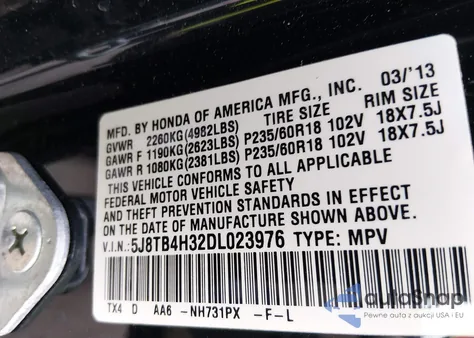 MFD. BY HONDA OF AMERICA MFG., INC. 03/'13
GVWR 2260KG(4982LBS) TIRE SIZE RIM SIZE
GAWR F 1190KG(2623LBS) P235/60R18 102V 18X7.5J
GAWR R 1080KG(2381LBS) P235/60R18 102V 18X7.5J
THIS VEHICLE CONFORMS TO ALL APPLICABLE
FEDERAL MOTOR VEHICLE SAFETY
AND THEFT PREVENTION STANDARDS IN EFFECT
ON THE DATE OF MANUFACTURE SHOWN ABOVE.
V.I.N.: 5J8TB4H32DL023976 TYPE: MPV
TX4 D AA6 -NH731PX -F-L
autoSnap
Pewne auta z aukcji USA - EU